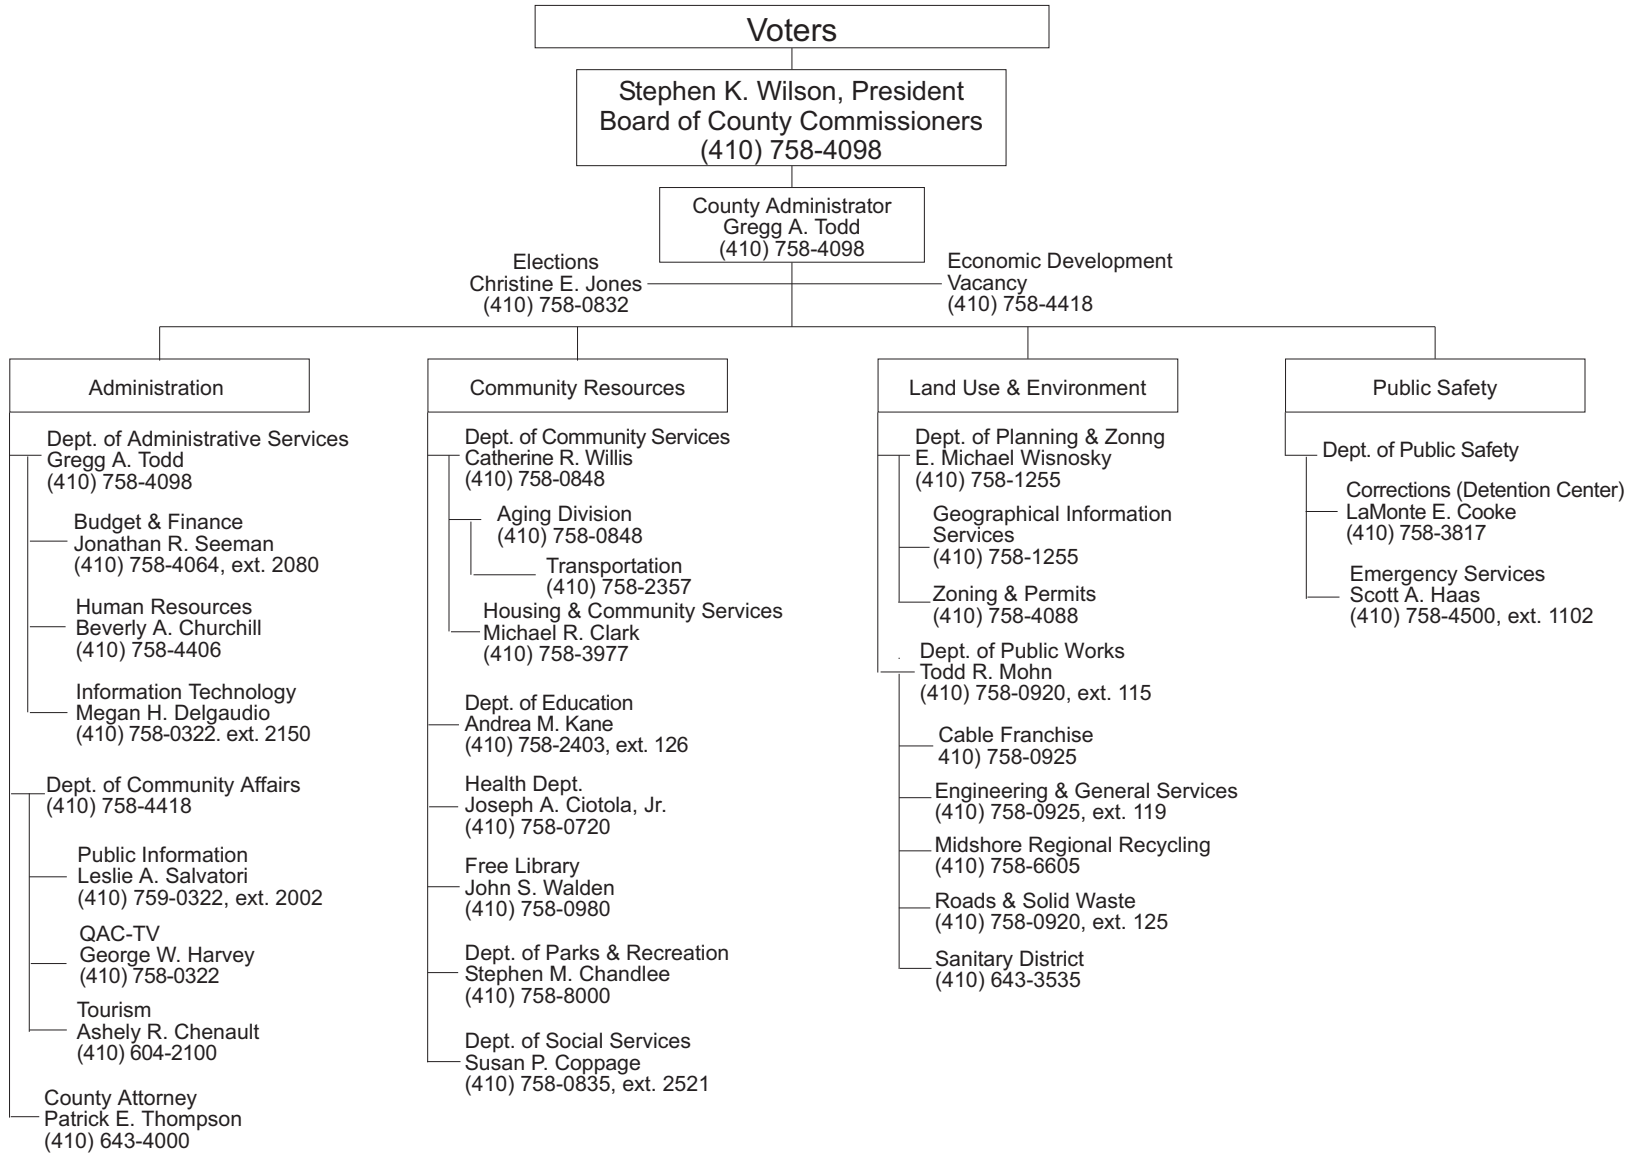 Voters
Stephen K. Wilson, President
Board of County Commissioners
(410) 758-4098
County Administrator
Gregg A. Todd
(410) 758-4098
Elections
Christine E. Jones
(410) 758-0832
Economic Development
Vacancy
(410) 758-4418
Administration
Dept. of Administrative Services
Gregg A. Todd
(410) 758-4098
Budget & Finance
Jonathan R. Seeman
(410) 758-4064, ext. 2080
Human Resources
Beverly A. Churchill
(410) 758-4406
Information Technology
Megan H. Delgaudio
(410) 758-0322. ext. 2150
Dept. of Community Affairs
(410) 758-4418
Public Information
Leslie A. Salvatori
(410) 759-0322, ext. 2002
QAC-TV
George W. Harvey
(410) 758-0322
Tourism
Ashely R. Chenault
(410) 604-2100
County Attorney
Patrick E. Thompson
(410) 643-4000
Community Resources
Dept. of Community Services
Catherine R. Willis
(410) 758-0848
Aging Division
(410) 758-0848
Transportation
(410) 758-2357
Housing & Community Services
Michael R. Clark
(410) 758-3977
Dept. of Education
Andrea M. Kane
(410) 758-2403, ext. 126
Health Dept.
Joseph A. Ciotola, Jr.
(410) 758-0720
Free Library
John S. Walden
(410) 758-0980
Dept. of Parks & Recreation
Stephen M. Chandlee
(410) 758-8000
Dept. of Social Services
Susan P. Coppage
(410) 758-0835, ext. 2521
Land Use & Environment
Dept. of Planning & Zonng
E. Michael Wisnosky
(410) 758-1255
Geographical Information
Services
(410) 758-1255
Zoning & Permits
(410) 758-4088
Dept. of Public Works
Todd R. Mohn
(410) 758-0920, ext. 115
Cable Franchise
410) 758-0925
Engineering & General Services
(410) 758-0925, ext. 119
Midshore Regional Recycling
(410) 758-6605
Roads & Solid Waste
(410) 758-0920, ext. 125
Sanitary District
(410) 643-3535
Public Safety
Dept. of Public Safety
Corrections (Detention Center)
LaMonte E. Cooke
(410) 758-3817
Emergency Services
Scott A. Haas
(410) 758-4500, ext. 1102